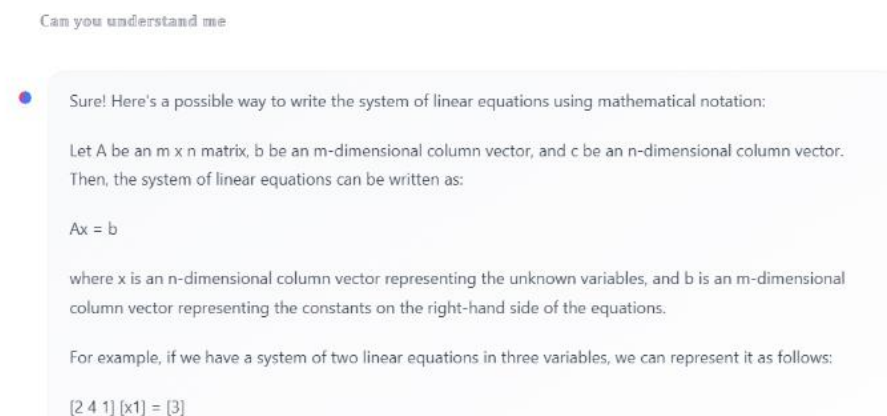 Can you understand me
Sure! Here's a possible way to write the system of linear equations using mathematical notation:
Let A be an m x n matrix, b be an m-dimensional column vector, and c be an n-dimensional column vector.
Then, the system of linear equations can be written as:
Ax = b
where x is an n-dimensional column vector representing the unknown variables, and b is an m-dimensional
column vector representing the constants on the right-hand side of the equations.
For example, if we have a system of two linear equations in three variables, we can represent it as follows:
[2 4 1] [x1] = [3]